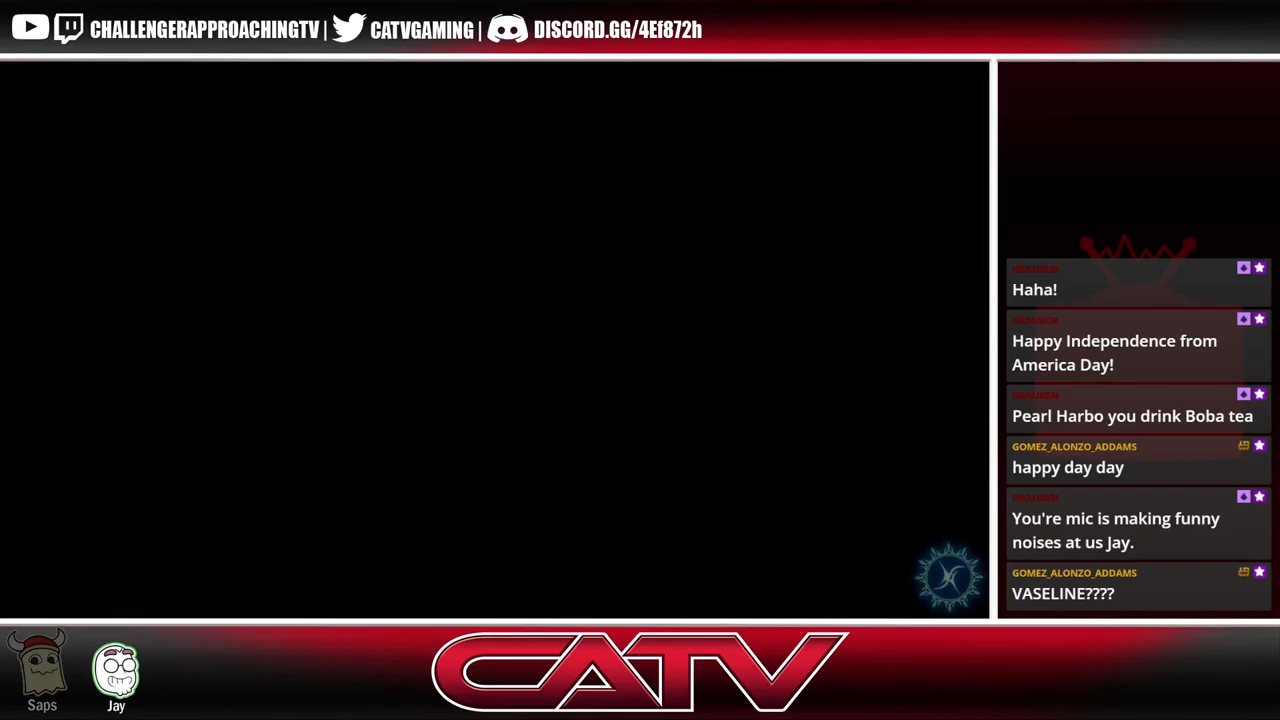 CHALLENGERAPPROACHINGTV | CATVGAMING | DISCORD.GG/4Ef872h
Haha!
Happy Independence from
America Day!
Pearl Harbo you drink Boba tea
GOMEZ_ALONZO_ADDAMS
happy day day
You're mic is making funny
noises at us Jay.
GOMEZ_ALONZO_ADDAMS
VASELINE????
Saps
Jay
CATV